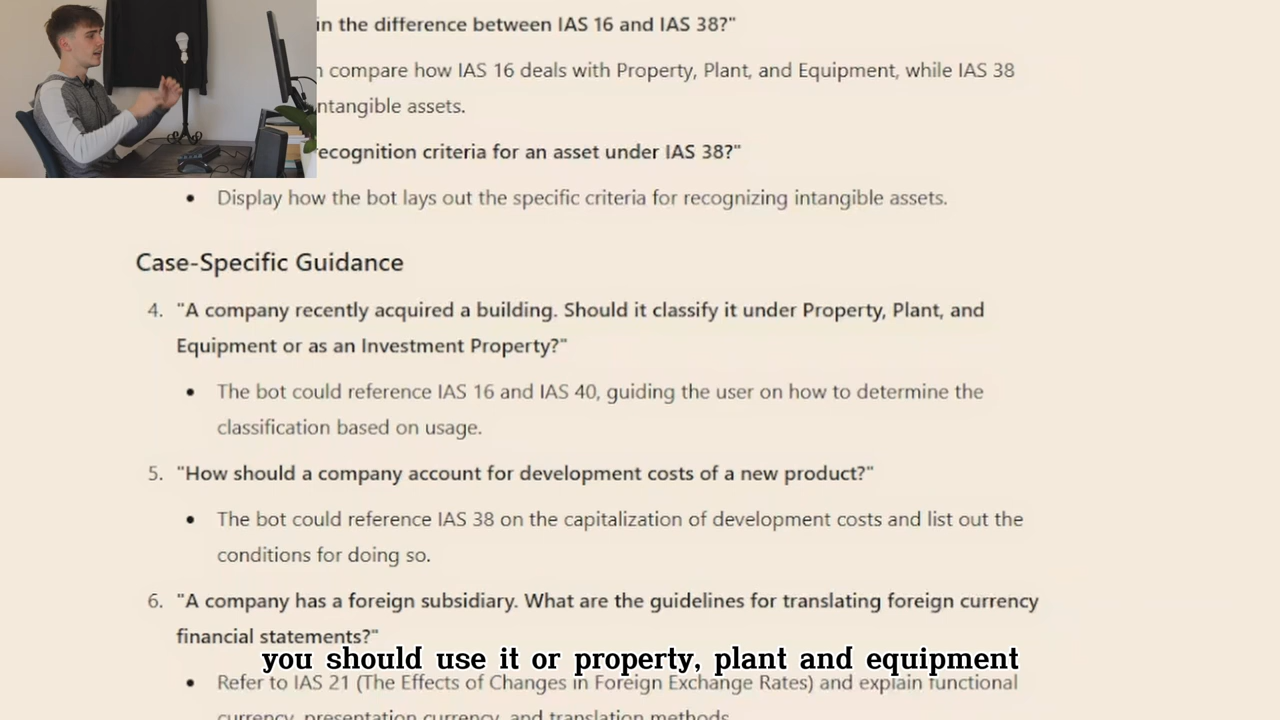 in the difference between IAS 16 and IAS 38?"
compare how IAS 16 deals with Property, Plant, and Equipment, while IAS 38
ntangible assets.
ecognition criteria for an asset under IAS 38?"
• Display how the bot lays out the specific criteria for recognizing intangible assets.
Case-Specific Guidance
4. "A company recently acquired a building. Should it classify it under Property, Plant, and
Equipment or as an Investment Property?"
• The bot could reference IAS 16 and IAS 40, guiding the user on how to determine the
classification based on usage.
5. "How should a company account for development costs of a new product?"
• The bot could reference IAS 38 on the capitalization of development costs and list out the
conditions for doing so.
6. "A company has a foreign subsidiary. What are the guidelines for translating foreign currency
financial statements?"
you should use it or property, plant and equipment
• Refer to IAS 21 (The Effects of Changes in Foreign Exchange Rates) and explain functional
currency, presentation currency, and translation methods.